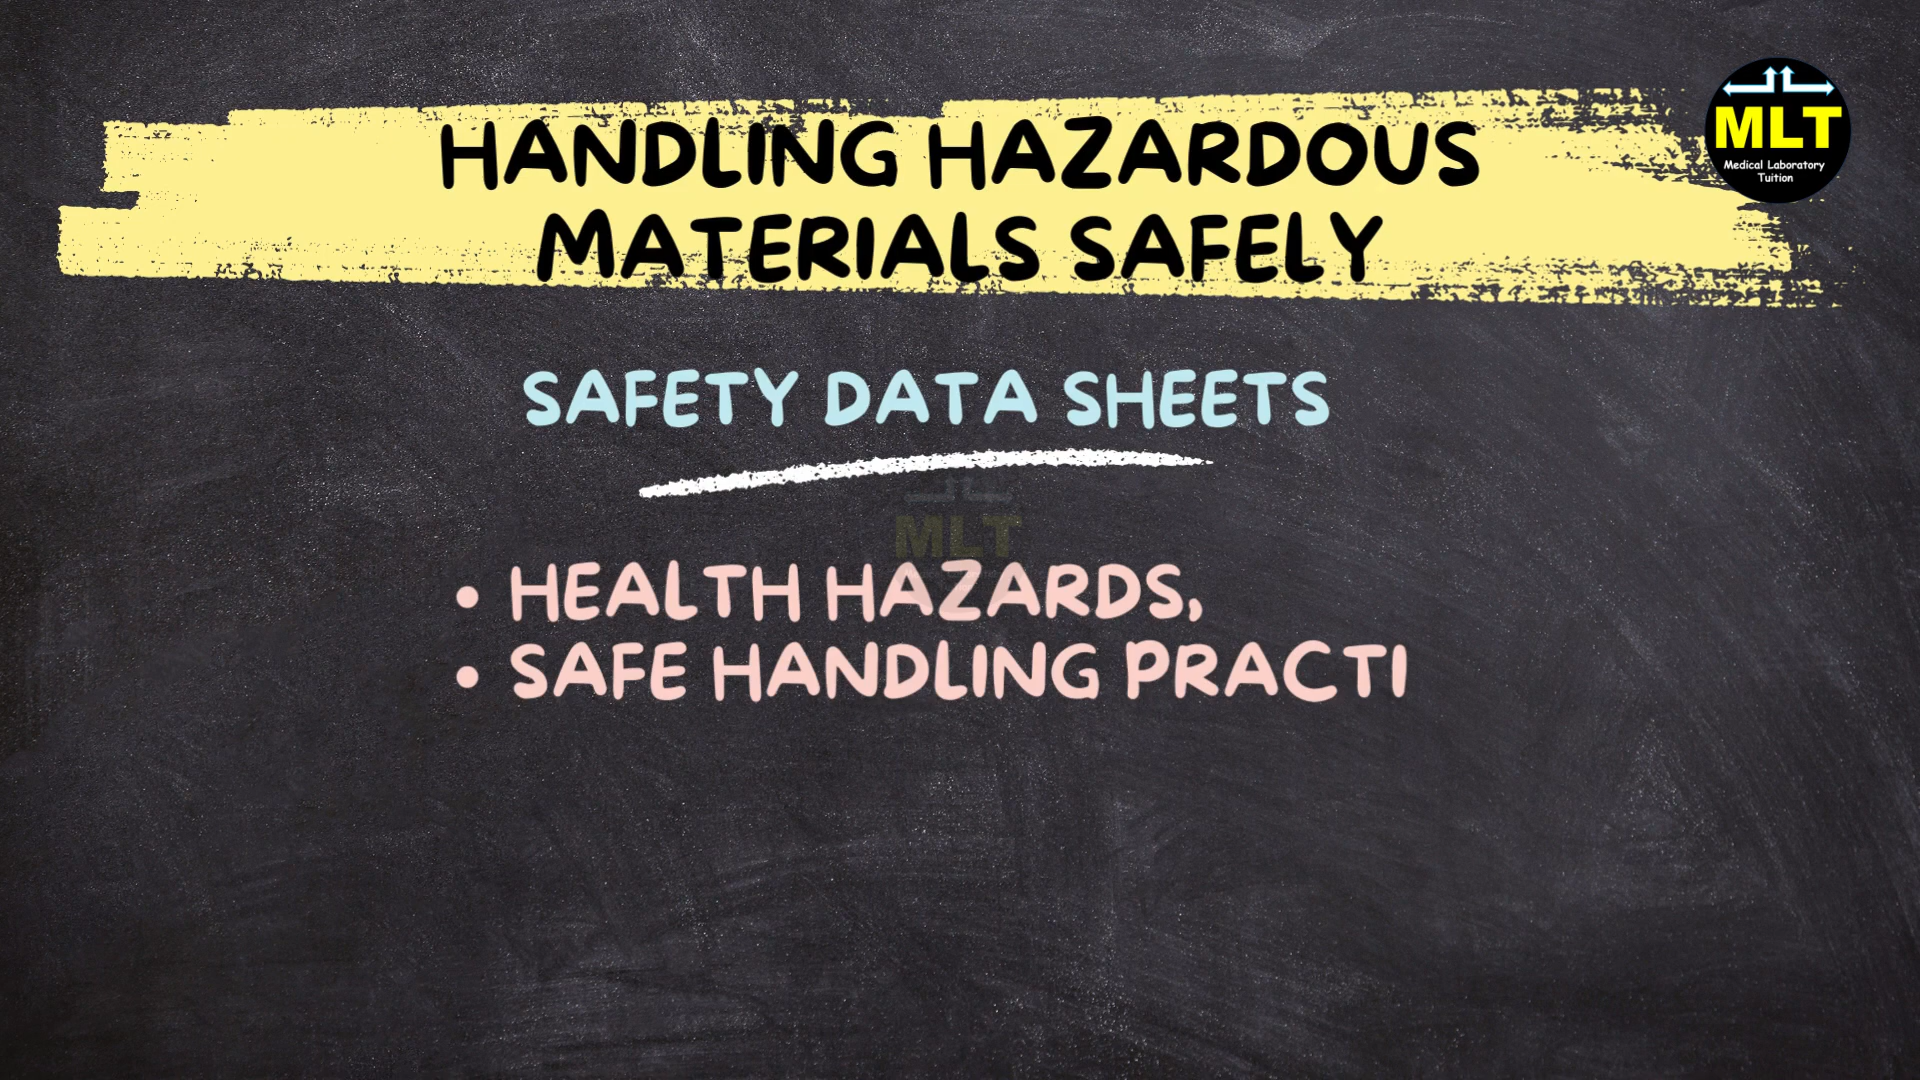 HANDLING HAZARDOUS
MATERIALS SAFELY
MLT
Medical Laboratory
Tuition
SAFETY DATA SHEETS
MLT
• HEALTH HAZARDS,
• SAFE HANDLING PRACTI